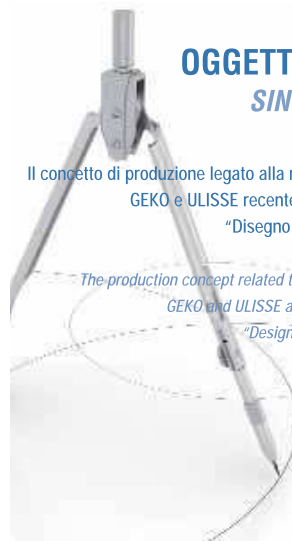 OGGETT
SIN
Il concetto di produzione legato alla
GEKO e ULISSE recente
“Disegno
The production concept related t
GEKO and ULISSE a
“Design